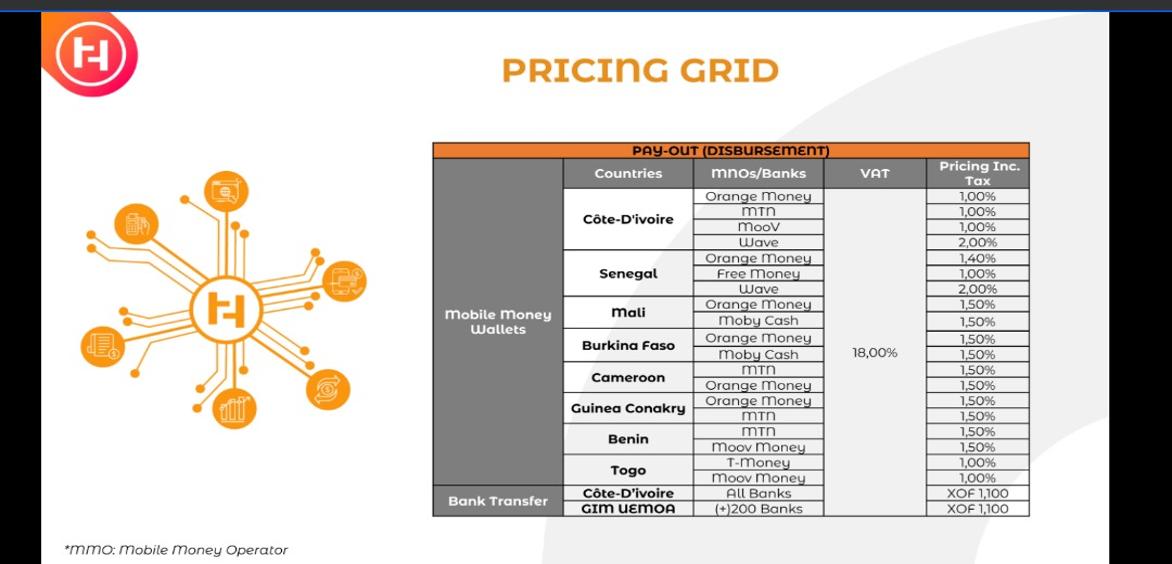 PRICING GRID
PAY-OUT (DISBURSEMENT)
Countries MNOs/Banks VAT Pricing Inc. Tax
Mobile Money Wallets
Côte-D'ivoire
Orange Money 1,00%
MTN 1,00%
MooV 1,00%
Wave 2,00%
Senegal
Orange Money 1,40%
Free Money 1,00%
Wave 2,00%
Mali
Orange Money 1,50%
Moby Cash 1,50%
Burkina Faso
Orange Money 1,50%
Moby Cash 1,50%
18,00%
Cameroon
MTN 1,50%
Orange Money 1,50%
Guinea Conakry
Orange Money 1,50%
MTN 1,50%
Benin
MTN 1,50%
Moov Money 1,50%
Togo
T-Money 1,00%
Moov Money 1,00%
Bank Transfer
Côte-D'ivoire All Banks XOF 1,100
GIM UEMOA (+)200 Banks XOF 1,100
*MMO: Mobile Money Operator